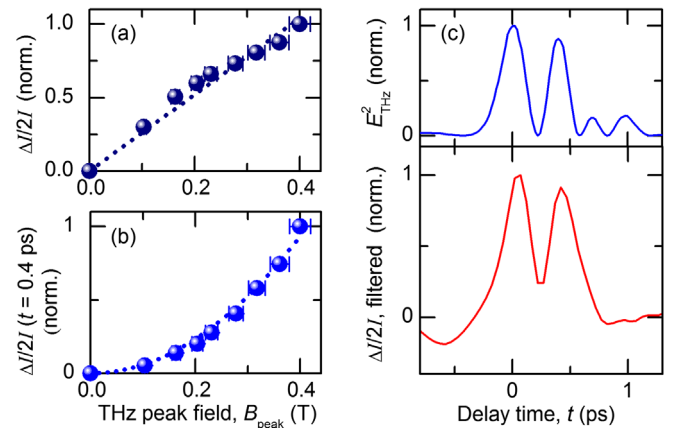 (a)
ΔI/2I (norm.)
1.0
0.5
0.0
0.0
0.2
0.4
(b)
ΔI/2I (t = 0.4 ps)
(norm.)
1
0
0.0
0.2
0.4
THz peak field, B_peak (T)
(c)
E²_THz (norm.)
1
0
ΔI/2I, filtered (norm.)
1
0
0
1
Delay time, t (ps)